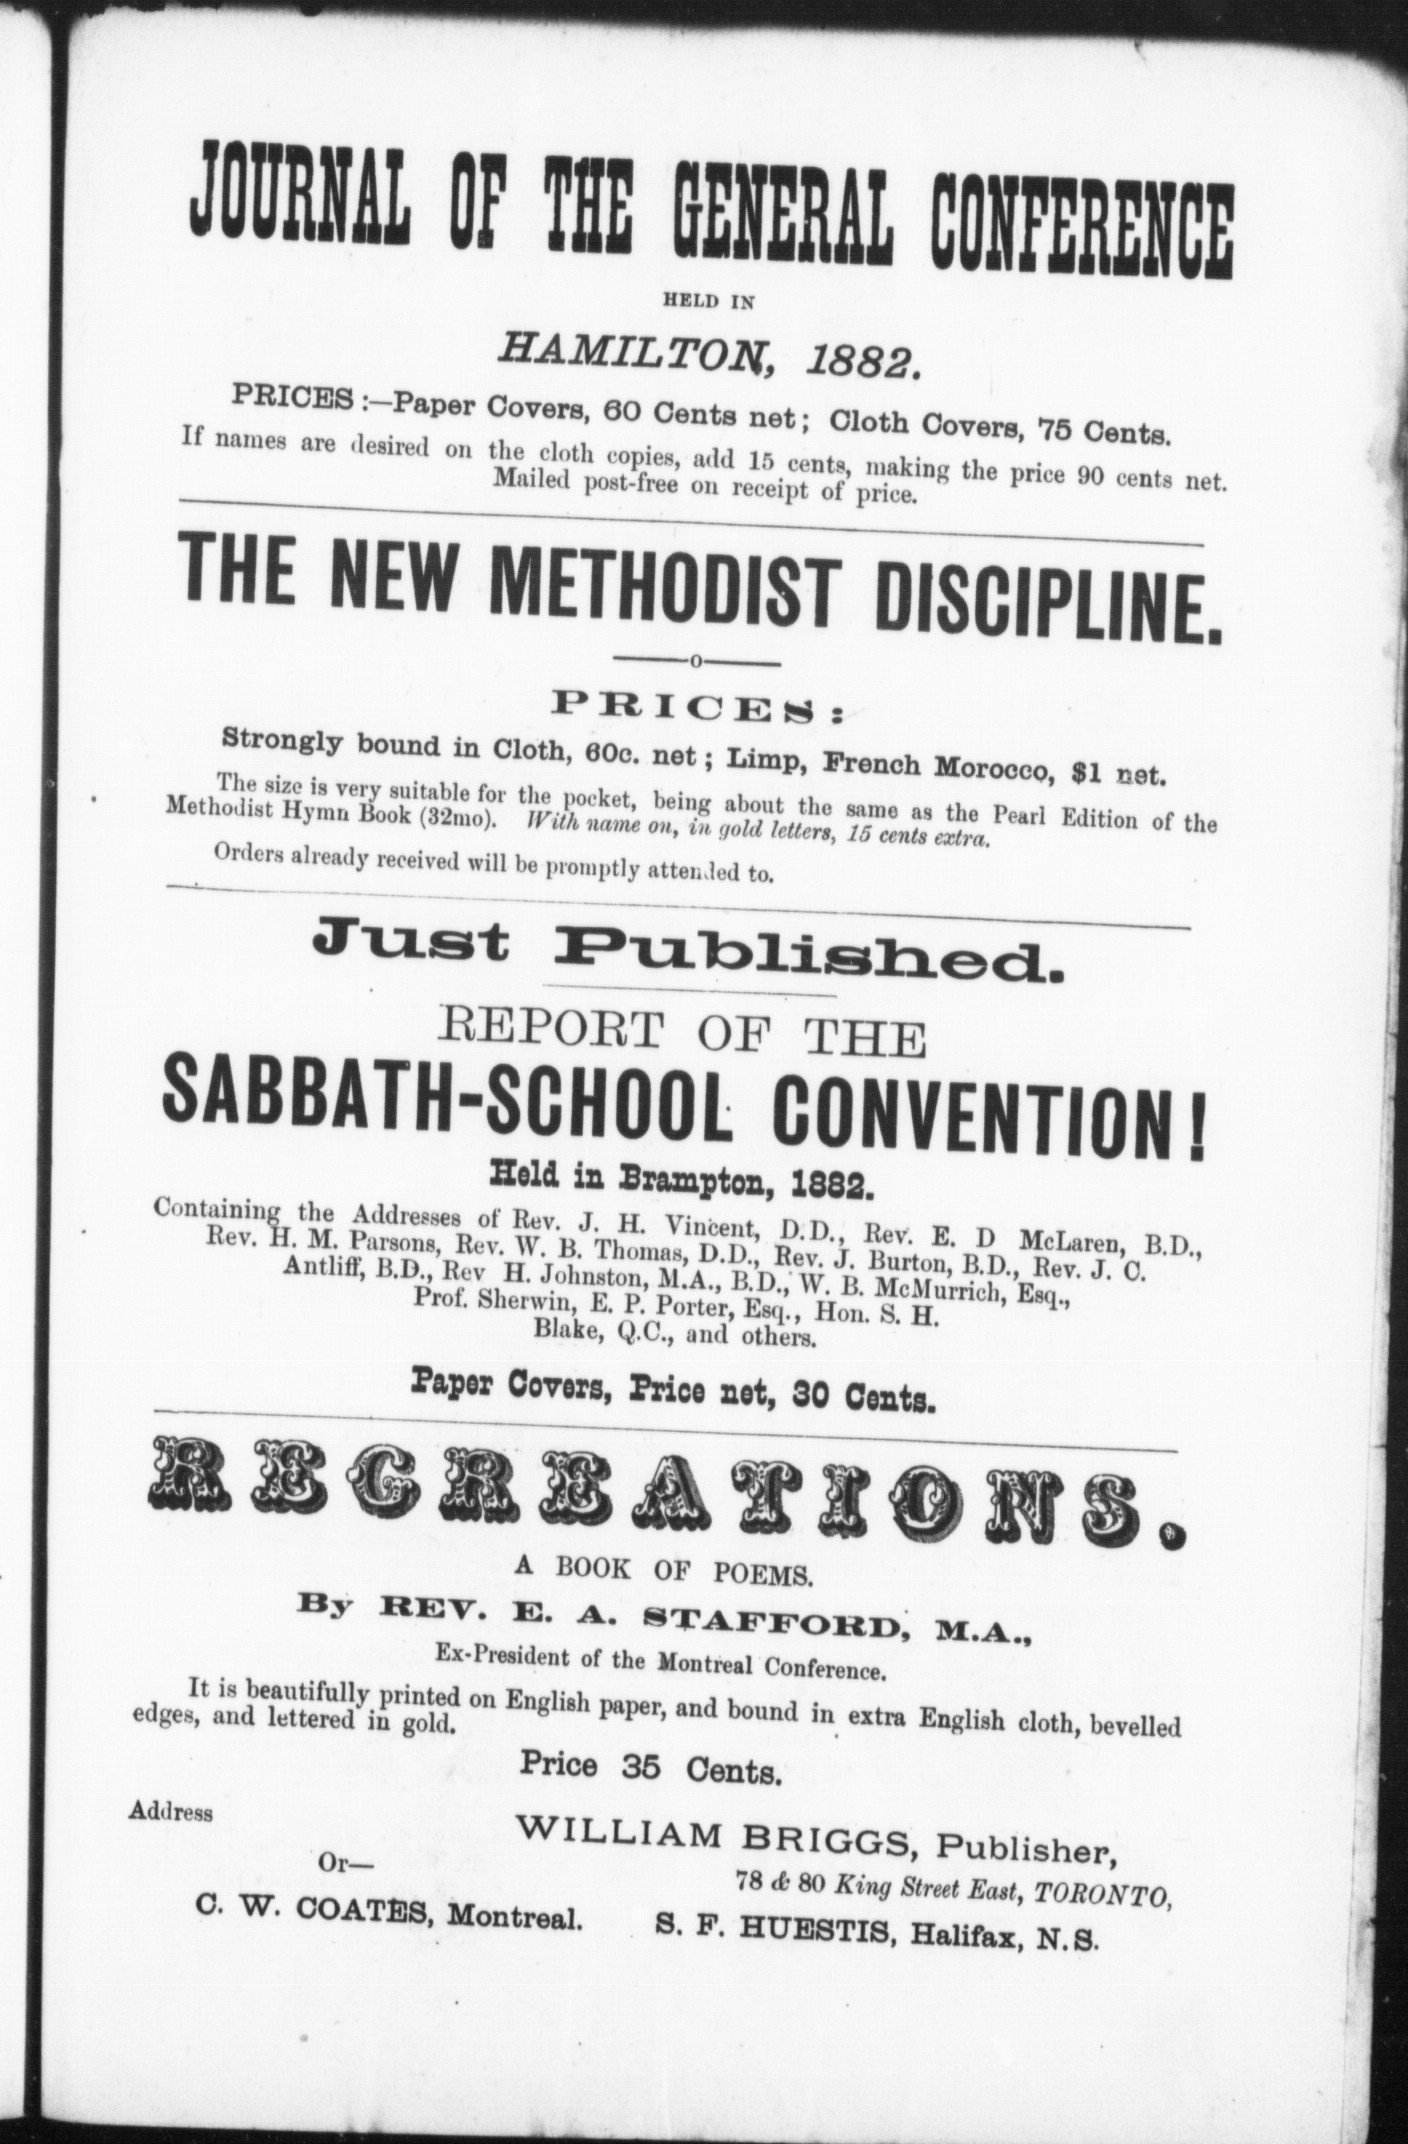 JOURNAL OF THE GENERAL CONFERENCE
HELD IN
HAMILTON, 1882.
PRICES:—Paper Covers, 60 Cents net; Cloth Covers, 75 Cents.
If names are desired on the cloth copies, add 15 cents, making the price 90 cents net.
Mailed post-free on receipt of price.
THE NEW METHODIST DISCIPLINE.
——o——
PRICES:
Strongly bound in Cloth, 60c. net; Limp, French Morocco, $1 net.
The size is very suitable for the pocket, being about the same as the Pearl Edition of the
Methodist Hymn Book (32mo). With name on, in gold letters, 15 cents extra.
Orders already received will be promptly attended to.
Just Published.
REPORT OF THE
SABBATH-SCHOOL CONVENTION!
Held in Brampton, 1882.
Containing the Addresses of Rev. J. H. Vincent, D.D., Rev. E. D McLaren, B.D.,
Rev. H. M. Parsons, Rev. W. B. Thomas, D.D., Rev. J. Burton, B.D., Rev. J. C.
Antliff, B.D., Rev H. Johnston, M.A., B.D., W. B. McMurrich, Esq.,
Prof. Sherwin, E. P. Porter, Esq., Hon. S. H.
Blake, Q.C., and others.
Paper Covers, Price net, 30 Cents.
RECREATIONS.
A BOOK OF POEMS.
By REV. E. A. STAFFORD, M.A.,
Ex-President of the Montreal Conference.
It is beautifully printed on English paper, and bound in extra English cloth, bevelled
edges, and lettered in gold.
Price 35 Cents.
Address
WILLIAM BRIGGS, Publisher,
78 & 80 King Street East, TORONTO,
Or—
C. W. COATES, Montreal. S. F. HUESTIS, Halifax, N.S.